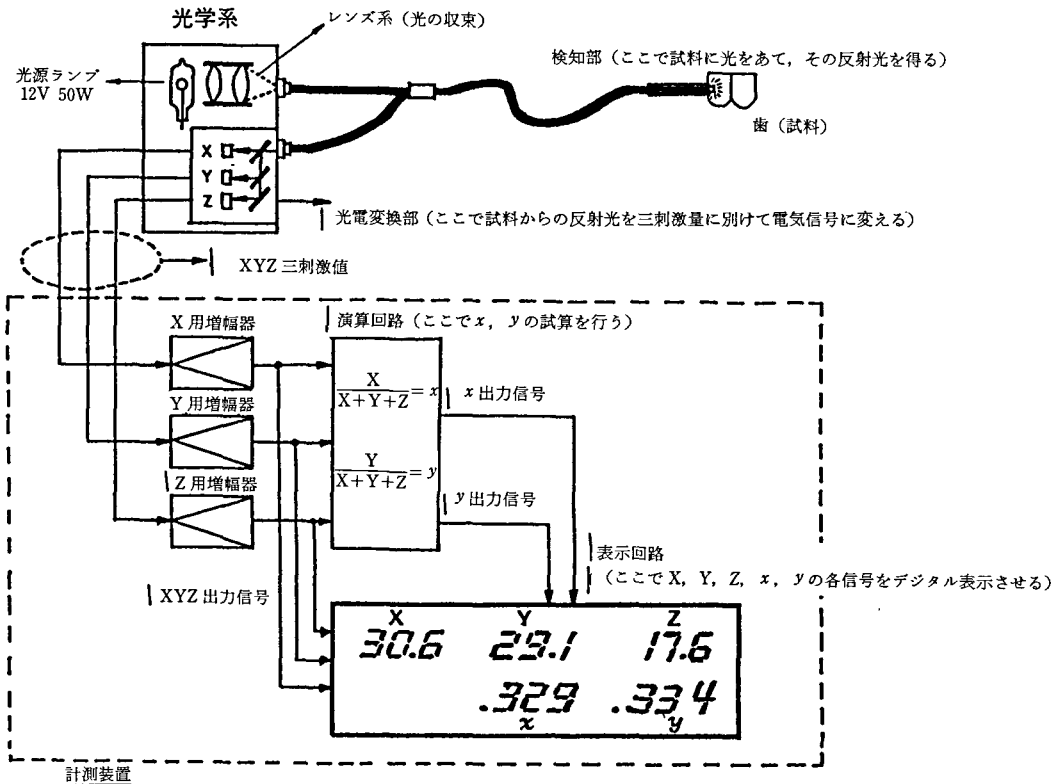 光学系
レンズ系（光の収束）
検知部（ここで試料に光をあて，その反射光を得る）
光源ランプ
12V 50W
歯（試料）
X
Y
Z
光電変換部（ここで試料からの反射光を三刺激量に別けて電気信号に変える）
XYZ 三刺激値
X 用増幅器
演算回路（ここで x，y の試算を行う）
X
X+Y+Z
= x
x 出力信号
Y 用増幅器
Y
X+Y+Z
= y
Z 用増幅器
y 出力信号
表示回路
（ここで X，Y，Z，x，y の各信号をデジタル表示させる）
XYZ 出力信号
X Y Z
30.6 29.1 17.6
.329 .334
x y
計測装置